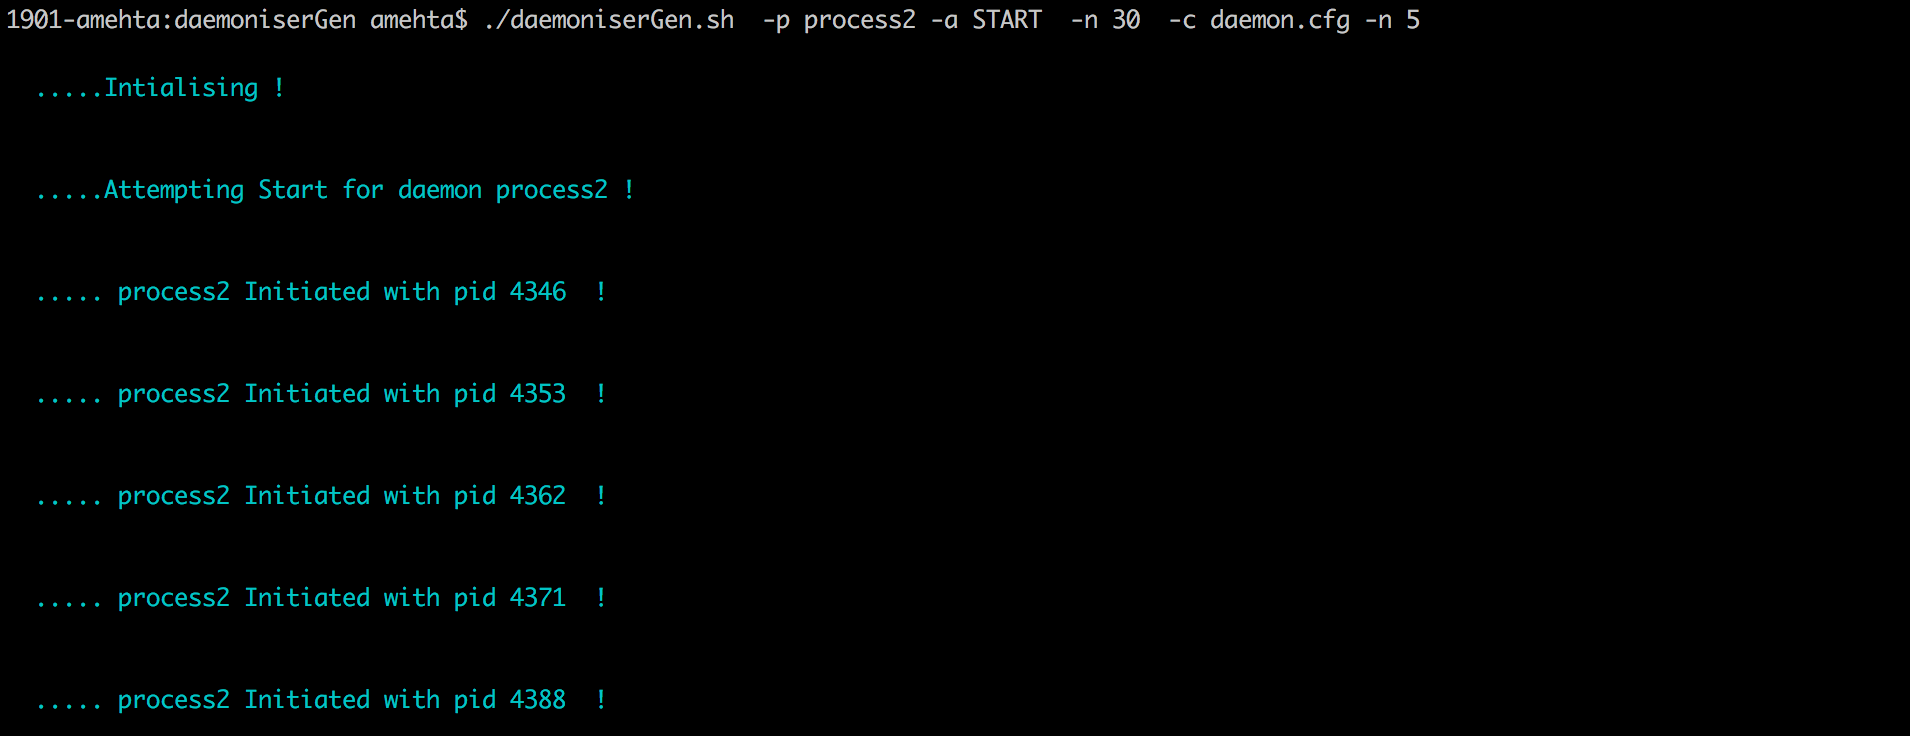 1901-amehta:daemoniserGen amehta$ ./daemoniserGen.sh  -p process2 -a START  -n 30  -c daemon.cfg -n 5
.....Intialising !
.....Attempting Start for daemon process2 !
..... process2 Initiated with pid 4346  !
..... process2 Initiated with pid 4353  !
..... process2 Initiated with pid 4362  !
..... process2 Initiated with pid 4371  !
..... process2 Initiated with pid 4388  !